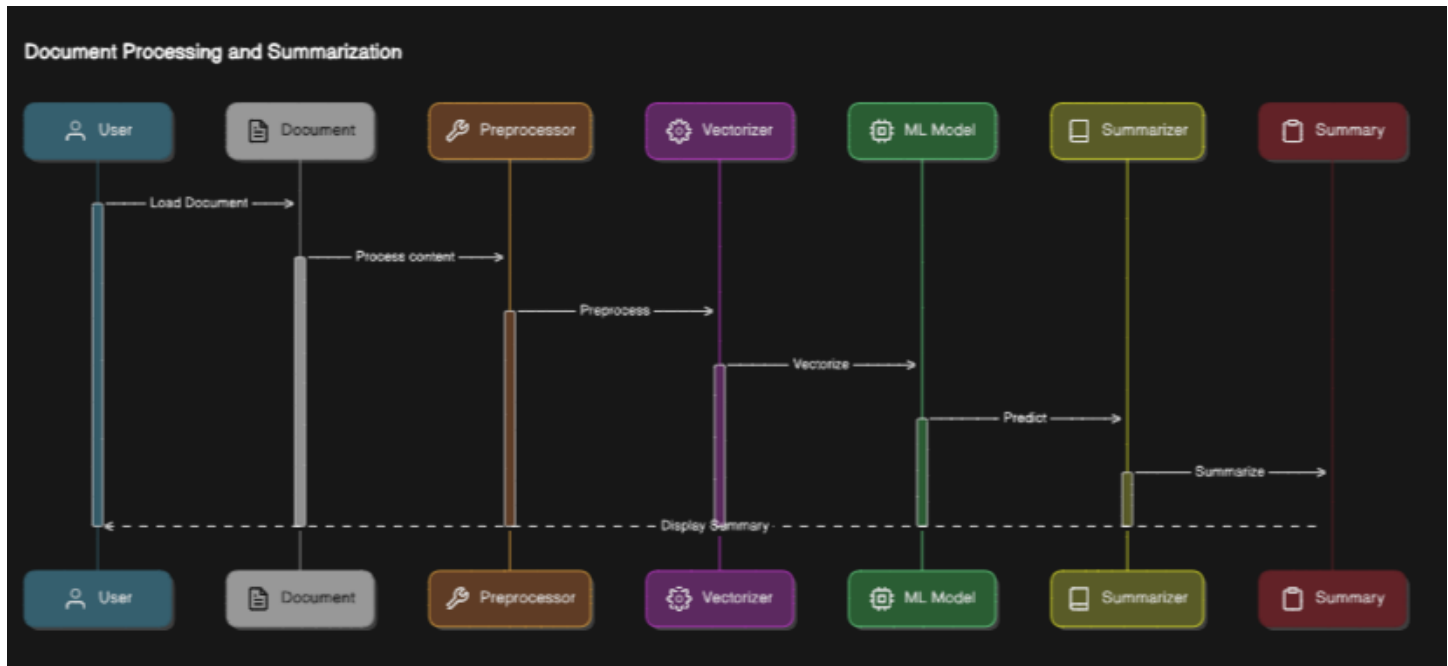 Document Processing and Summarization
User
Document
Preprocessor
Vectorizer
ML Model
Summarizer
Summary
Load Document
Process content
Preprocess
Vectorize
Predict
Summarize
Display Summary
User
Document
Preprocessor
Vectorizer
ML Model
Summarizer
Summary